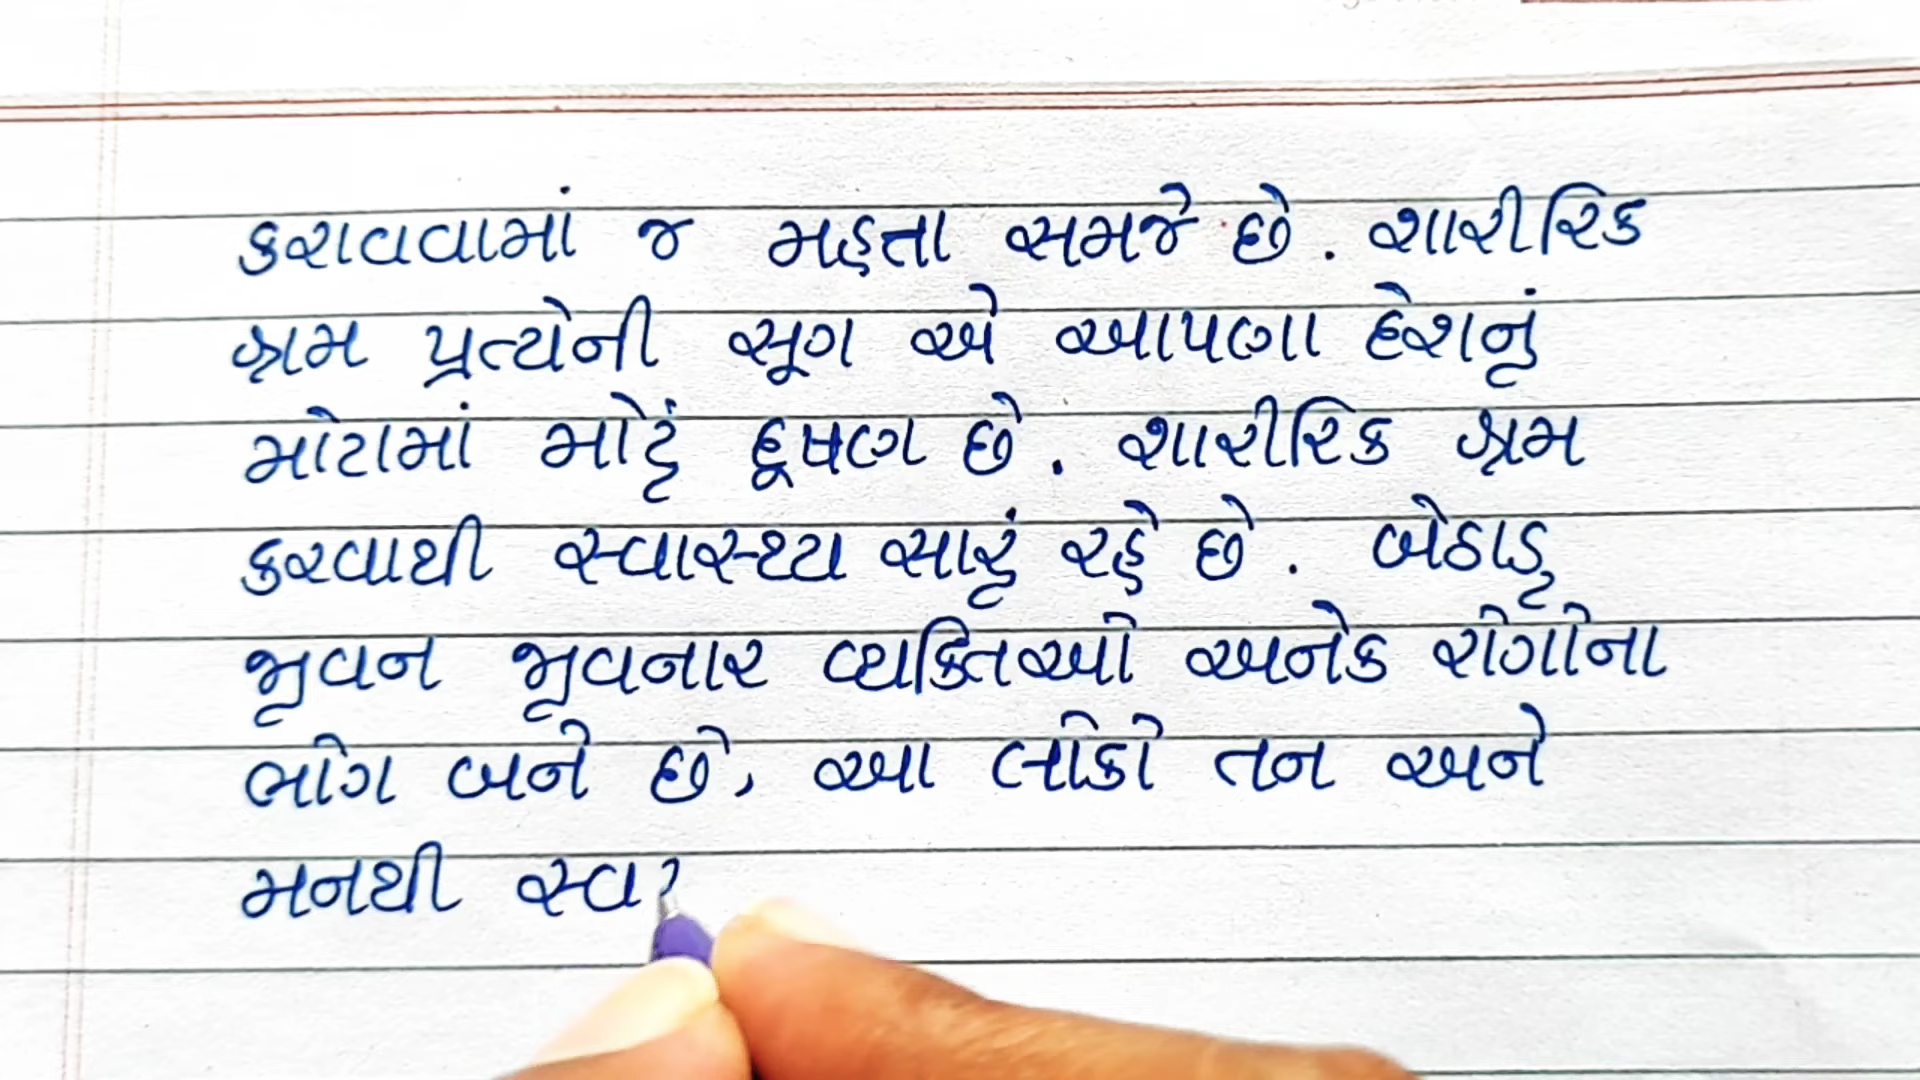 કરાવવામાં જ મહત્તા સમજે છે. શારીરિક
શ્રમ પ્રત્યેની સૂગ એ આપણા દેશનું
મોટામાં મોટું દૂષણ છે. શારીરિક શ્રમ
કરવાથી સ્વાસ્થ્ય સારું રહે છે. બેઠાડુ
જીવન જીવનાર વ્યક્તિઓ અનેક રોગોના
ભોગ બને છે, આ લોકો તન અને
મનથી